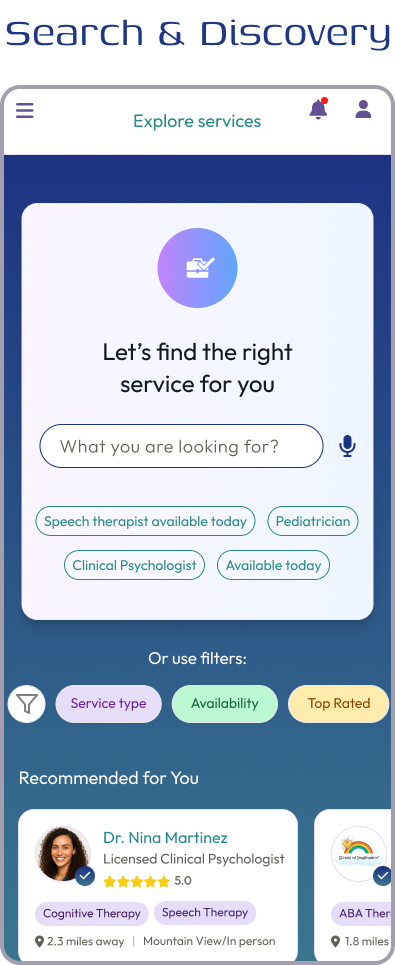 Search & Discovery
Explore services
Let's find the right
service for you
What you are looking for?
Speech therapist available today
Pediatrician
Clinical Psychologist
Available today
Or use filters:
Service type
Availability
Top Rated
Recommended for You
Dr. Nina Martinez
Licensed Clinical Psychologist
5.0
Cognitive Therapy
Speech Therapy
ABA Ther
2.3 miles away | Mountain View/In person
1.8 miles